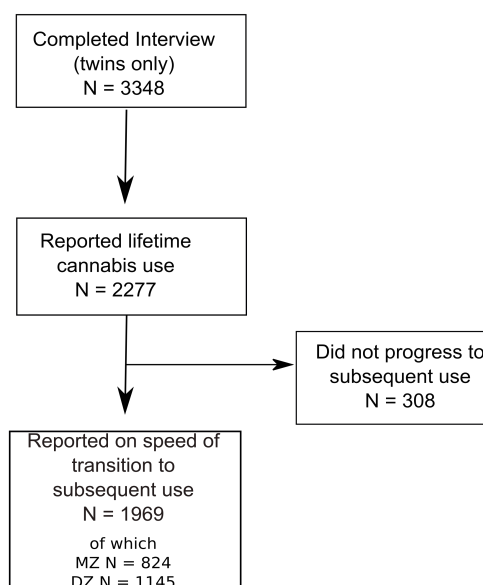 Completed Interview
(twins only)
N = 3348
Reported lifetime
cannabis use
N = 2277
Did not progress to
subsequent use
N = 308
Reported on speed of
transition to
subsequent use
N = 1969
of which
MZ N = 824
DZ N = 1145